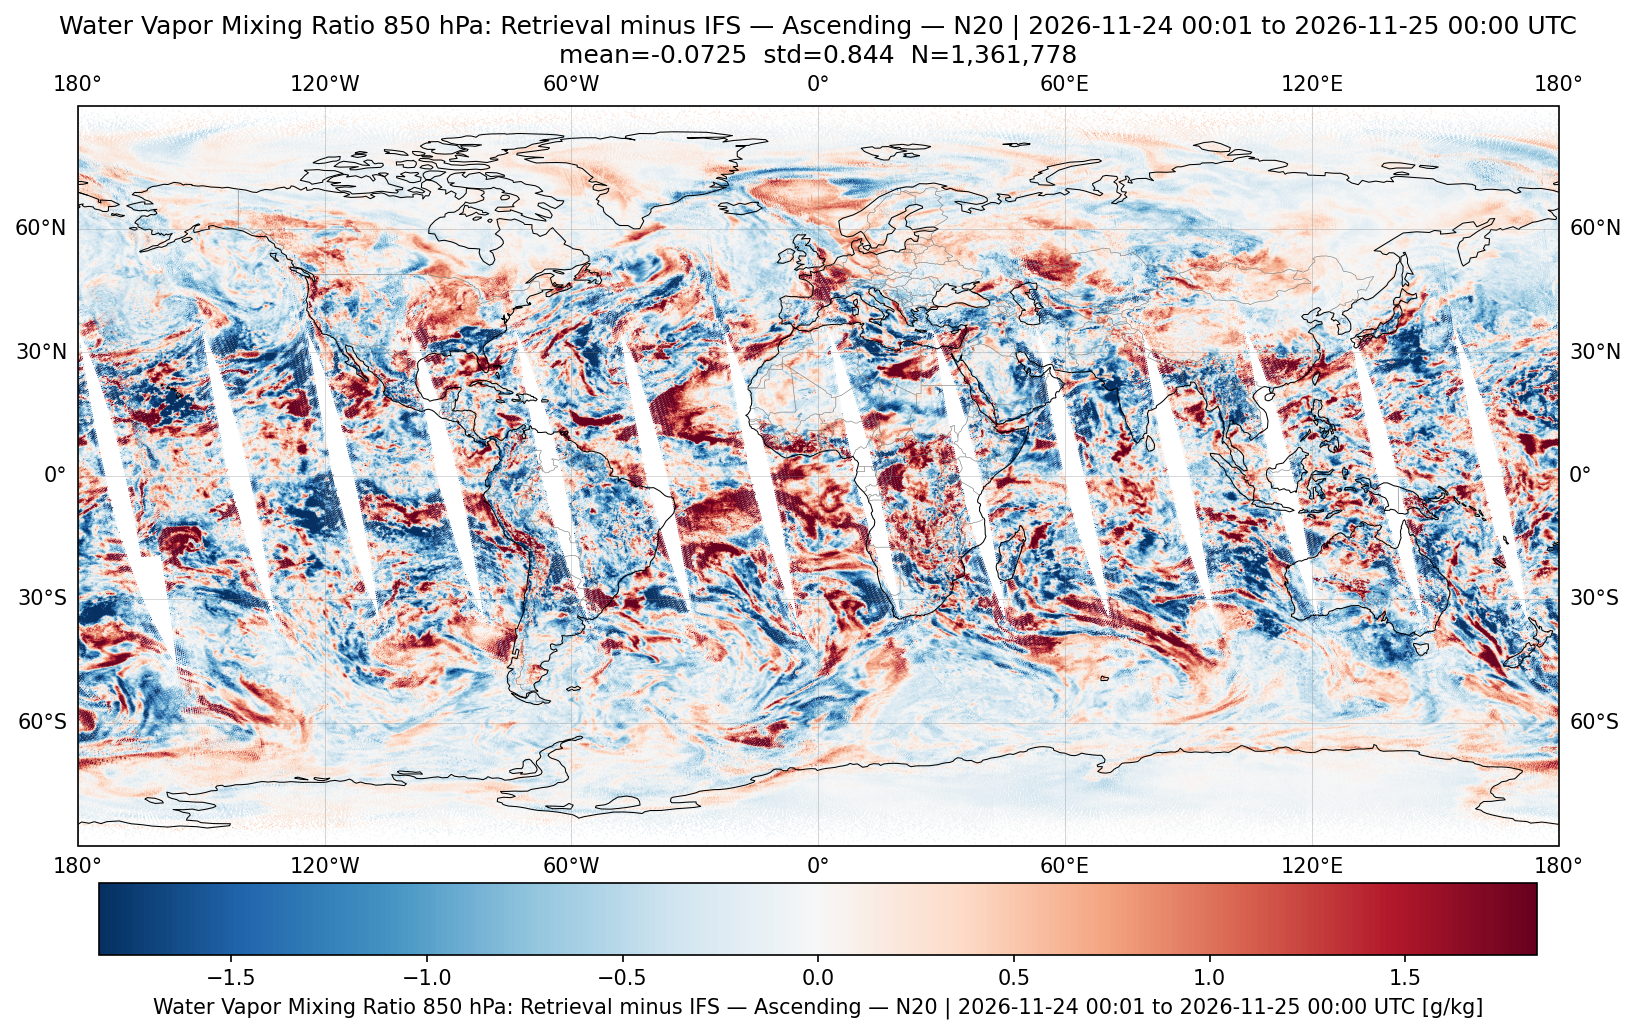 Water Vapor Mixing Ratio 850 hPa: Retrieval minus IFS — Ascending — N20 | 2026-11-24 00:01 to 2026-11-25 00:00 UTC
mean=-0.0725  std=0.844  N=1,361,778
180° 120°W 60°W 0° 60°E 120°E 180°
60°N 60°N
30°N 30°N
0° 0°
30°S 30°S
60°S 60°S
180° 120°W 60°W 0° 60°E 120°E 180°
−1.5 −1.0 −0.5 0.0 0.5 1.0 1.5
Water Vapor Mixing Ratio 850 hPa: Retrieval minus IFS — Ascending — N20 | 2026-11-24 00:01 to 2026-11-25 00:00 UTC [g/kg]